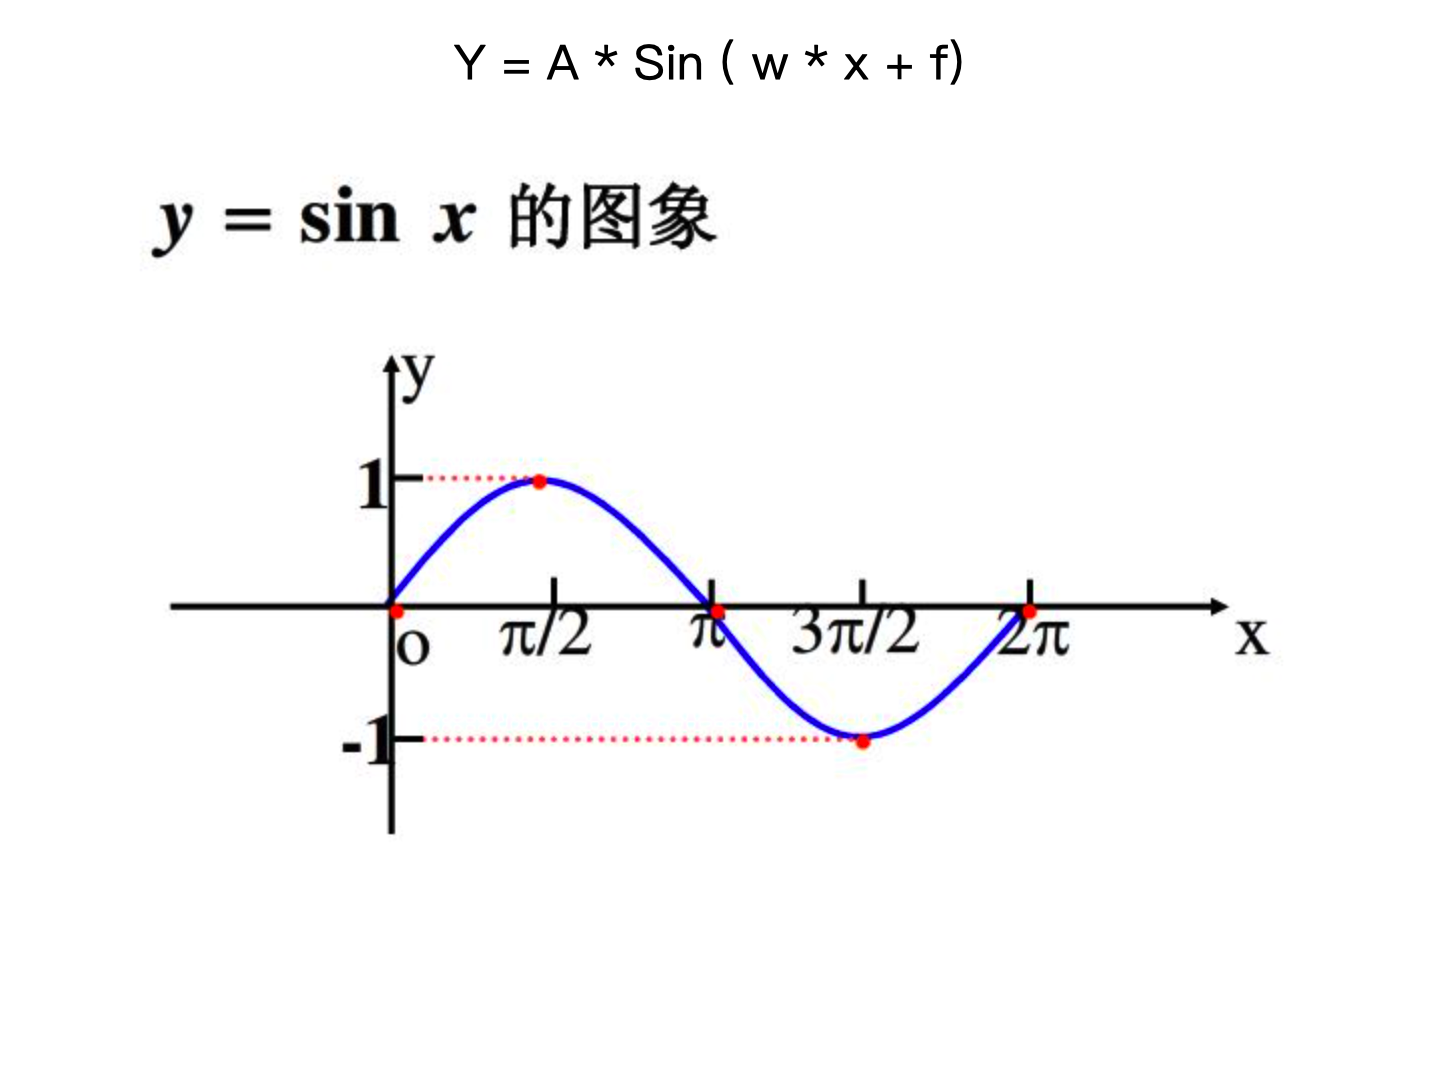 Y = A * Sin ( w * x + f)
y = sin x 的图象
y
1
o π/2 π 3π/2 2π x
-1